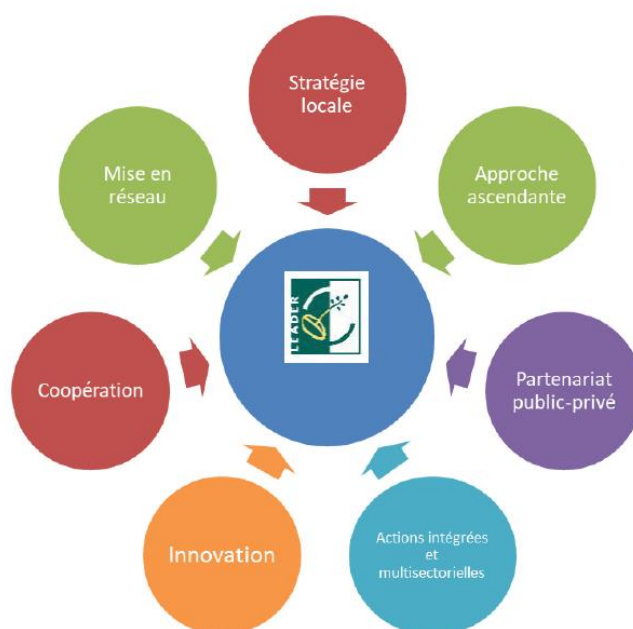 Stratégie
locale
Mise en
réseau
Approche
ascendante
LEADER
Coopération
Partenariat
public-privé
Innovation
Actions intégrées
et
multisectorielles